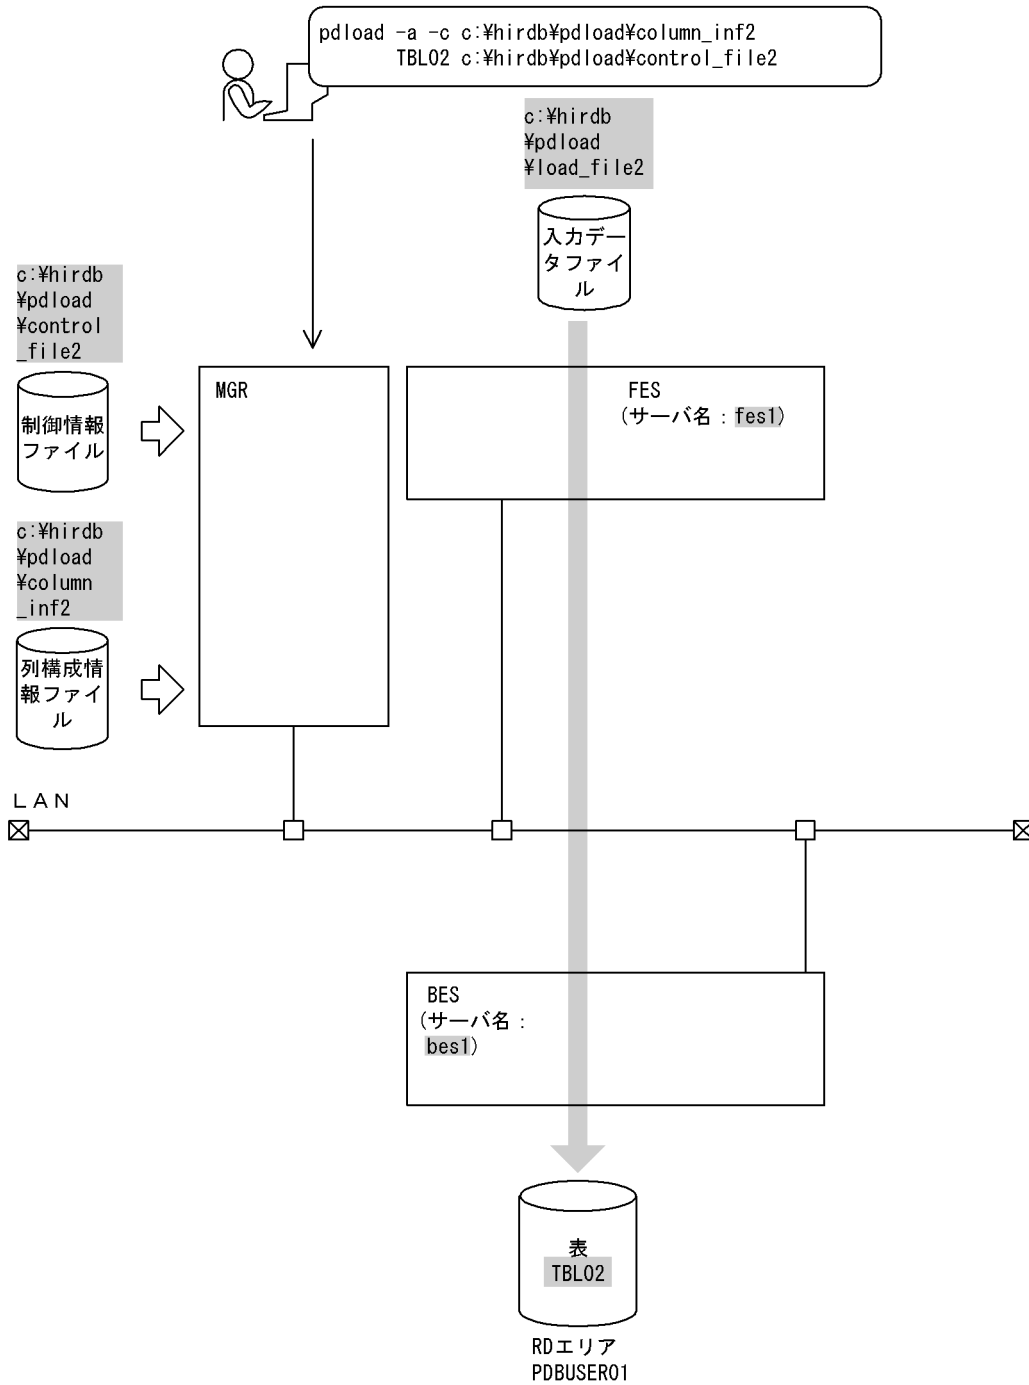 pdload -a -c c:¥hirdb¥pdload¥column_inf2
TBL02 c:¥hirdb¥pdload¥control_file2
c:¥hirdb
¥pdload
¥load_file2
入力デー
タファイ
ル
c:¥hirdb
¥pdload
¥control
_file2
制御情報
ファイル
MGR
FES
(サーバ名:fes1)
c:¥hirdb
¥pdload
¥column
_inf2
列構成情
報ファイ
ル
LAN
BES
(サーバ名:
bes1)
表
TBL02
RDエリア
PDBUSER01